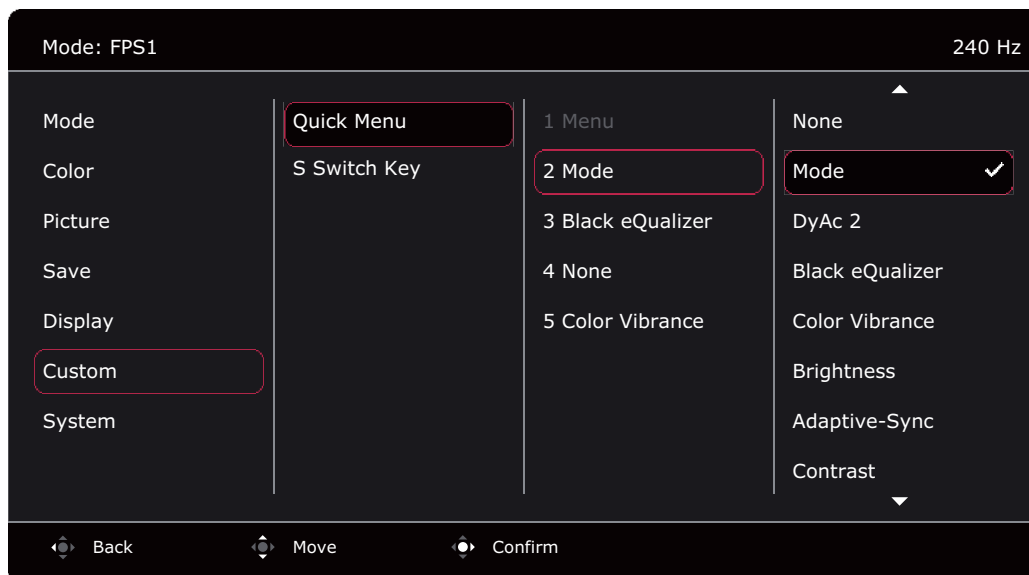 Mode: FPS1
240 Hz
Mode
Color
Picture
Save
Display
Custom
System
Quick Menu
S Switch Key
1 Menu
2 Mode
3 Black eQualizer
4 None
5 Color Vibrance
None
Mode
DyAc 2
Black eQualizer
Color Vibrance
Brightness
Adaptive-Sync
Contrast
Back
Move
Confirm